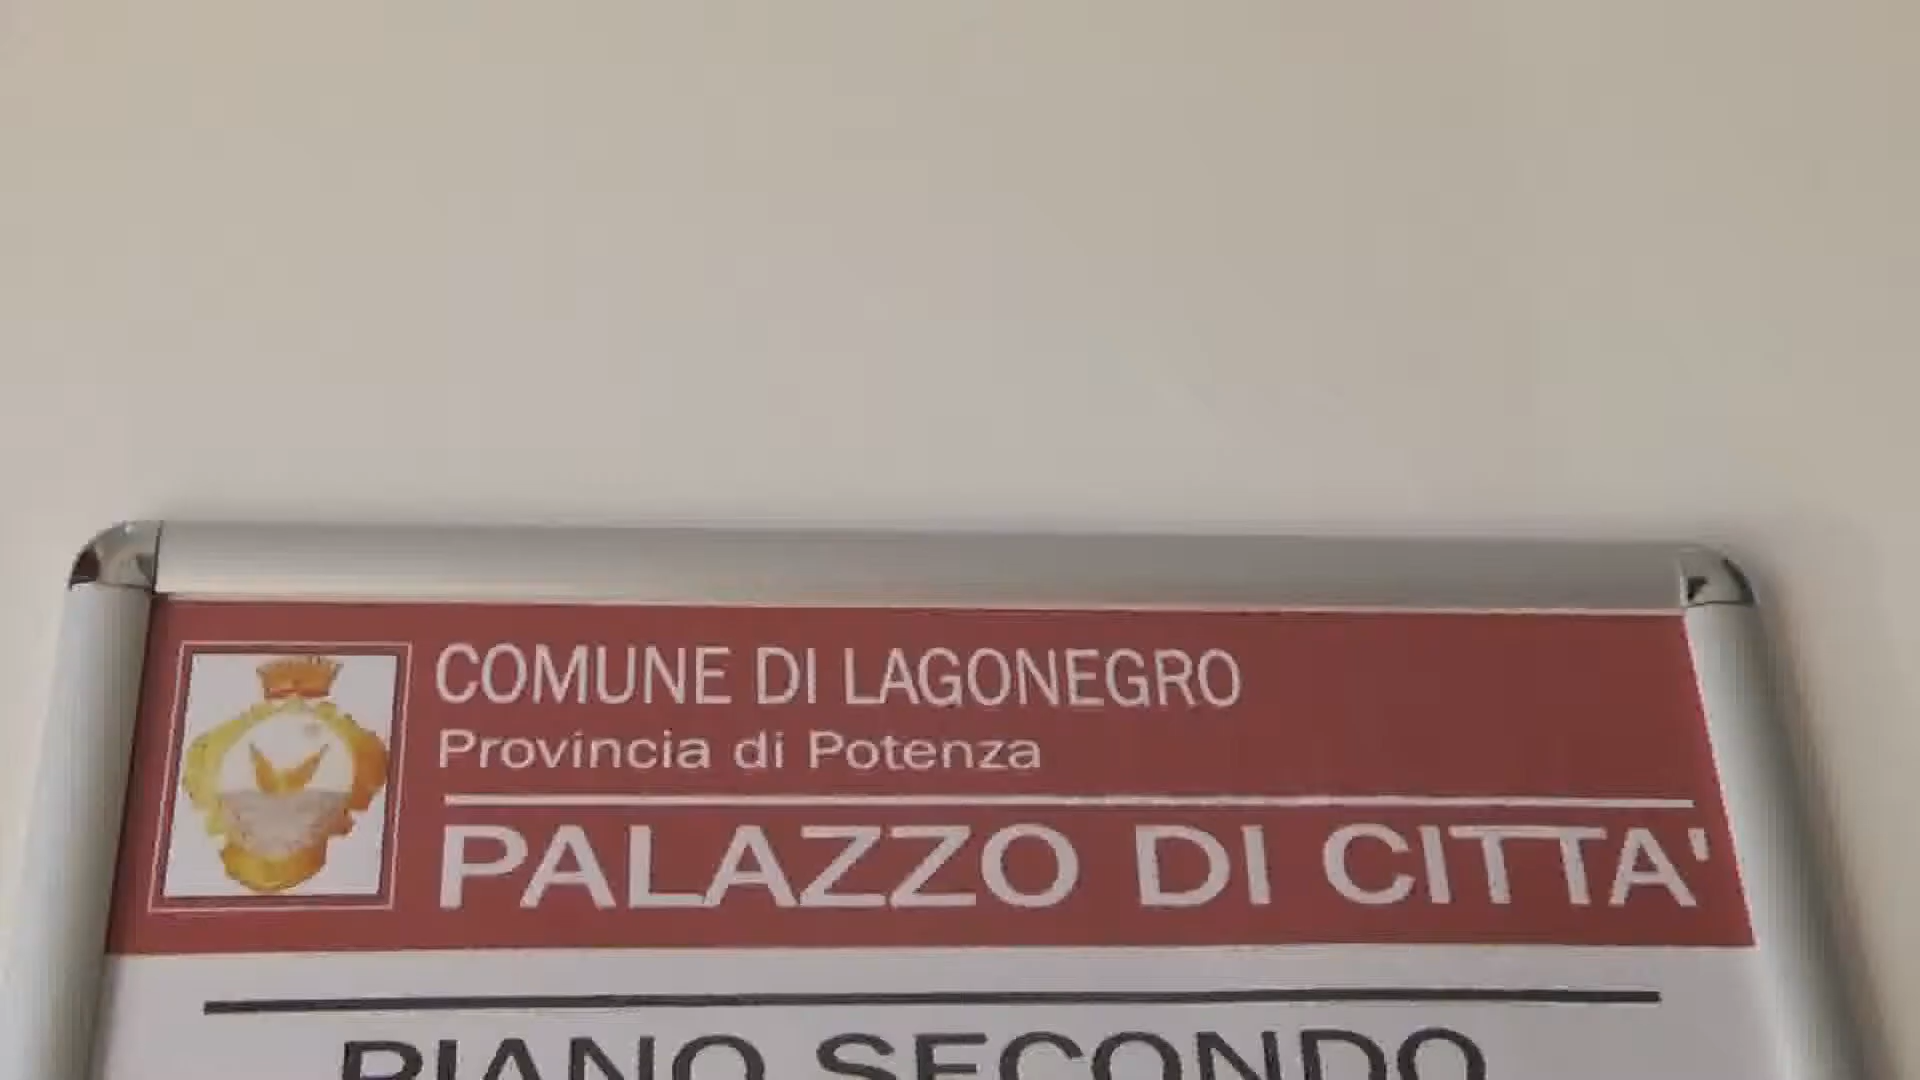 COMUNE DI LAGONEGRO
Provincia di Potenza
PALAZZO DI CITTA'
PIANO SECONDO